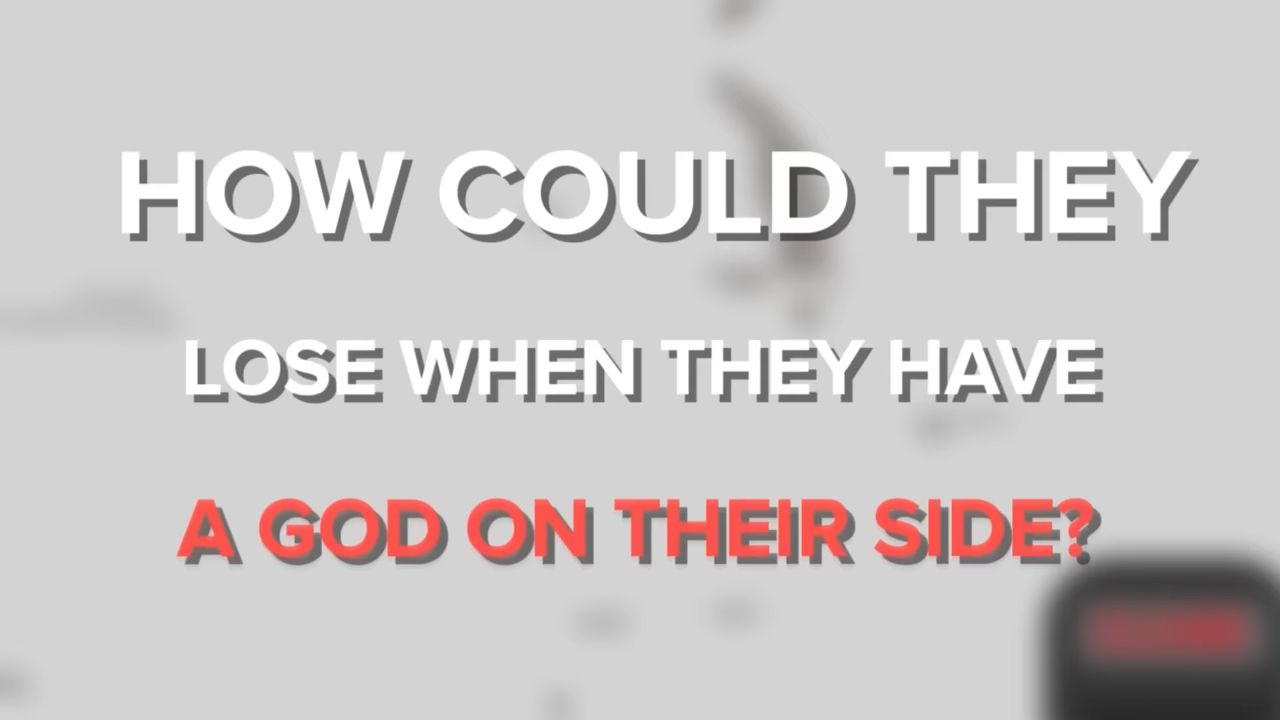 HOW COULD THEY
LOSE WHEN THEY HAVE
A GOD ON THEIR SIDE?